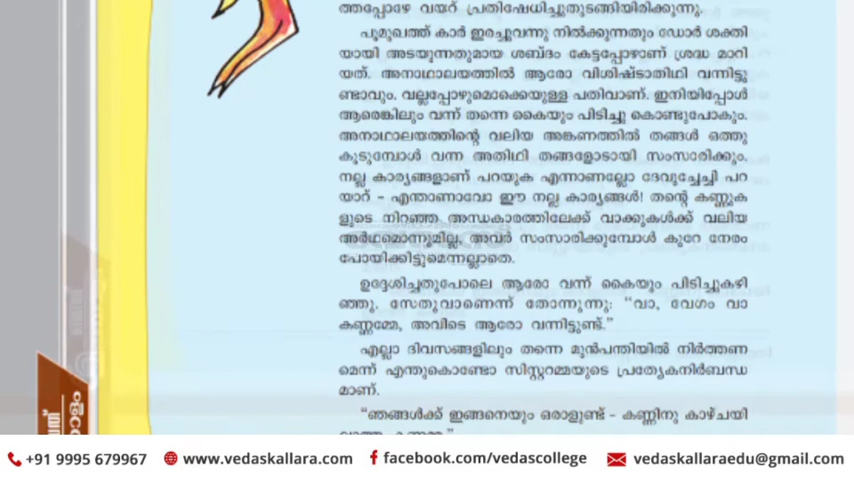 ത്തപ്പോഴേ വയറ് പ്രതിഷേധിച്ചുതുടങ്ങിയിരിക്കുന്നു.
പൂമുഖത്ത് കാർ ഇരച്ചുവന്നു നിൽക്കുന്നതും ഡോർ ശക്തി
യായി അടയുന്നതുമായ ശബ്ദം കേട്ടപ്പോഴാണ് ശ്രദ്ധ മാറി
യത്. അനാഥാലയത്തിൽ ആരോ വിശിഷ്ടാതിഥി വന്നിട്ടു
ണ്ടാവും. വല്ലപ്പോഴുമൊക്കെയുള്ള പതിവാണ്. ഇനിയിപ്പോൾ
ആരെങ്കിലും വന്ന് തന്നെ കൈയും പിടിച്ചു കൊണ്ടുപോകും.
അനാഥാലയത്തിന്റെ വലിയ അങ്കണത്തിൽ തങ്ങൾ ഒത്തു
കൂടുമ്പോൾ വന്ന അതിഥി തങ്ങളോടായി സംസരിക്കും.
നല്ല കാര്യങ്ങളാണ് പറയുക എന്നാണല്ലോ ദേവുച്ചേച്ചി പറ
യാറ് – എന്താണാവോ ഈ നല്ല കാര്യങ്ങൾ! തന്റെ കണ്ണുക
ളുടെ നിറഞ്ഞ അന്ധകാരത്തിലേക്ക് വാക്കുകൾക്ക് വലിയ
അർഥമൊന്നുമില്ല, അവർ സംസാരിക്കുമ്പോൾ കുറേ നേരം
പോയിക്കിട്ടുമെന്നല്ലാതെ.
ഉദ്ദേശിച്ചതുപോലെ ആരോ വന്ന് കൈയും പിടിച്ചുകഴി
ഞ്ഞു. സേതുവാണെന്ന് തോന്നുന്നു: “വാ, വേഗം വാ
കണ്ണമ്മേ, അവിടെ ആരോ വന്നിട്ടുണ്ട്.”
എല്ലാ ദിവസങ്ങളിലും തന്നെ മുൻപന്തിയിൽ നിർത്തണ
മെന്ന് എന്തുകൊണ്ടോ സിസ്റ്ററമ്മയുടെ പ്രത്യേകനിർബന്ധ
മാണ്.
“ഞങ്ങൾക്ക് ഇങ്ങനെയും ഒരാളുണ്ട് – കണ്ണിനു കാഴ്ചയി
+91 9995 679967 www.vedaskallara.com facebook.com/vedascollege vedaskallaraedu@gmail.com